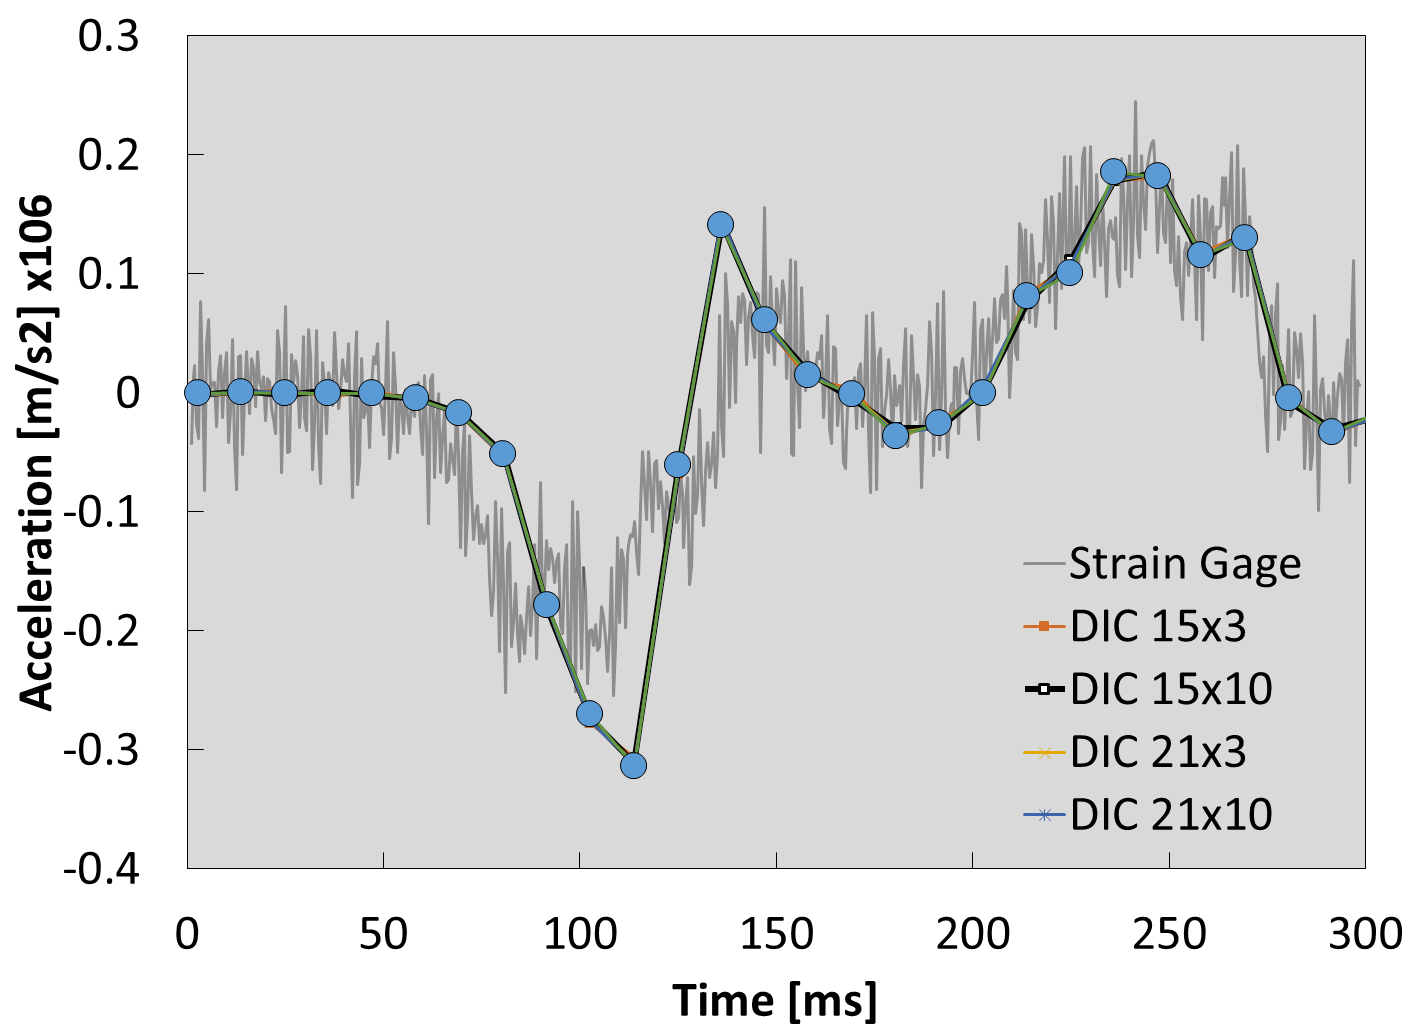 0.3
0.2
0.1
0
-0.1
-0.2
-0.3
-0.4
Acceleration [m/s2] x106
Strain Gage
DIC 15x3
DIC 15x10
DIC 21x3
DIC 21x10
0 50 100 150 200 250 300
Time [ms]